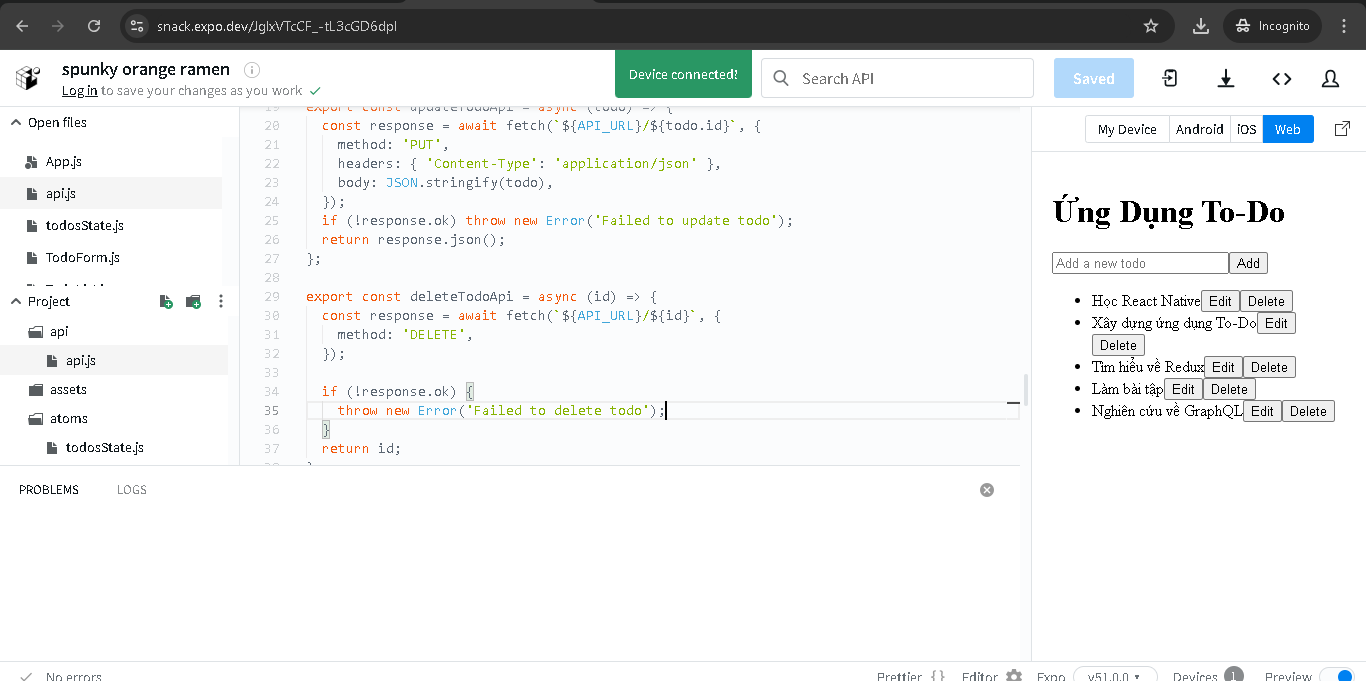 snack.expo.dev/JglxVTcCF_-tL3cGD6dpl
Incognito
spunky orange ramen
Log in to save your changes as you work
Device connected!
Search API
Saved
Open files
App.js
api.js
todosState.js
TodoForm.js
Project
api
api.js
assets
atoms
todosState.js
19 export const updateTodoApi = async (todo) => {
20 const response = await fetch(`${API_URL}/${todo.id}`, {
21 method: 'PUT',
22 headers: { 'Content-Type': 'application/json' },
23 body: JSON.stringify(todo),
24 });
25 if (!response.ok) throw new Error('Failed to update todo');
26 return response.json();
27 };
28
29 export const deleteTodoApi = async (id) => {
30 const response = await fetch(`${API_URL}/${id}`, {
31 method: 'DELETE',
32 });
33
34 if (!response.ok) {
35 throw new Error('Failed to delete todo');
36 }
37 return id;
My Device Android iOS Web
Ứng Dụng To-Do
Add a new todo Add
Học React Native Edit Delete
Xây dựng ứng dụng To-Do Edit
Delete
Tìm hiểu về Redux Edit Delete
Làm bài tập Edit Delete
Nghiên cứu về GraphQL Edit Delete
PROBLEMS LOGS
No errors
Prettier { } Editor Expo v51.0.0 Devices 1 Preview